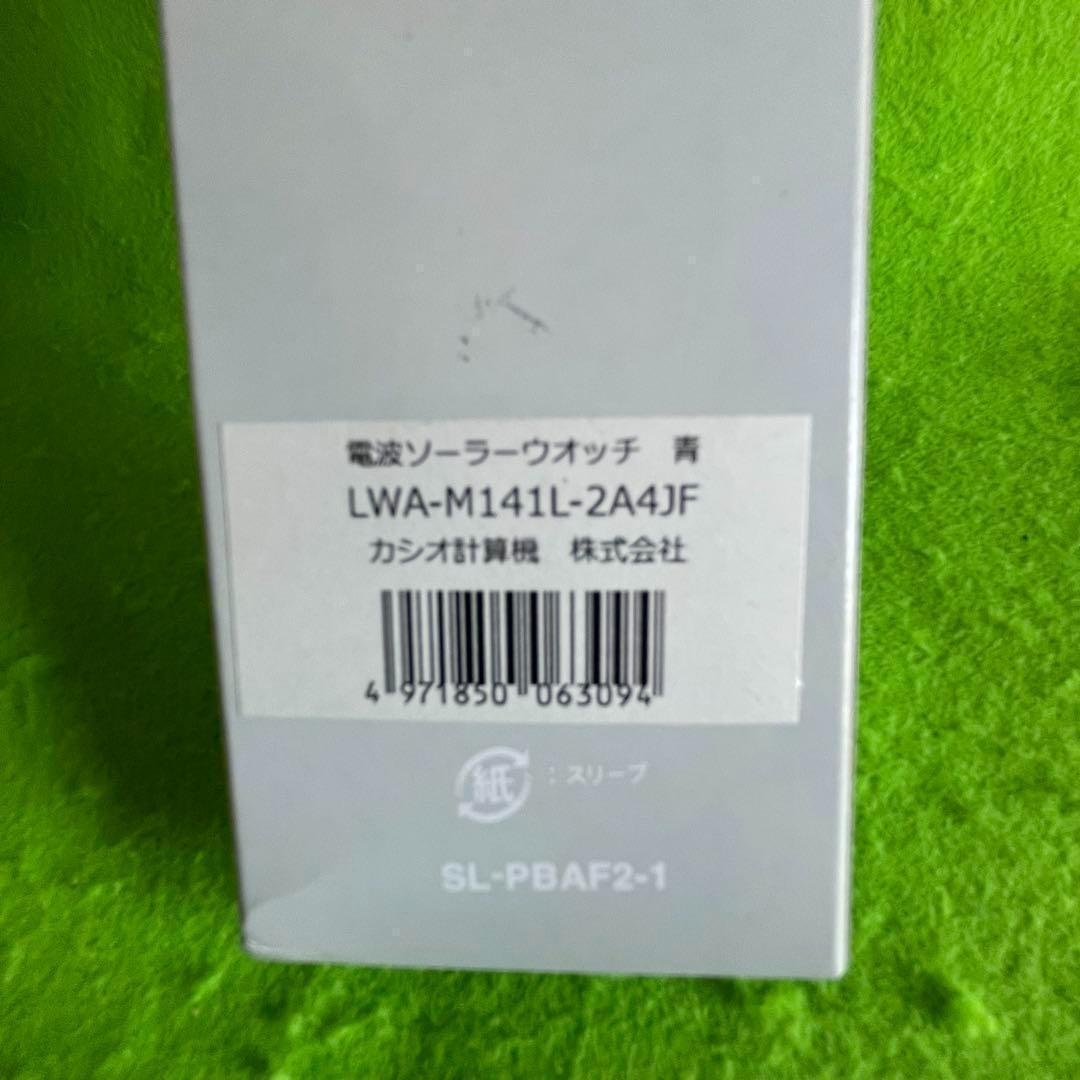 電波ソーラーウオッチ　青
LWA-M141L-2A4JF
カシオ計算機　株式会社
4 971850 063094
紙 : スリーブ
SL-PBAF2-1